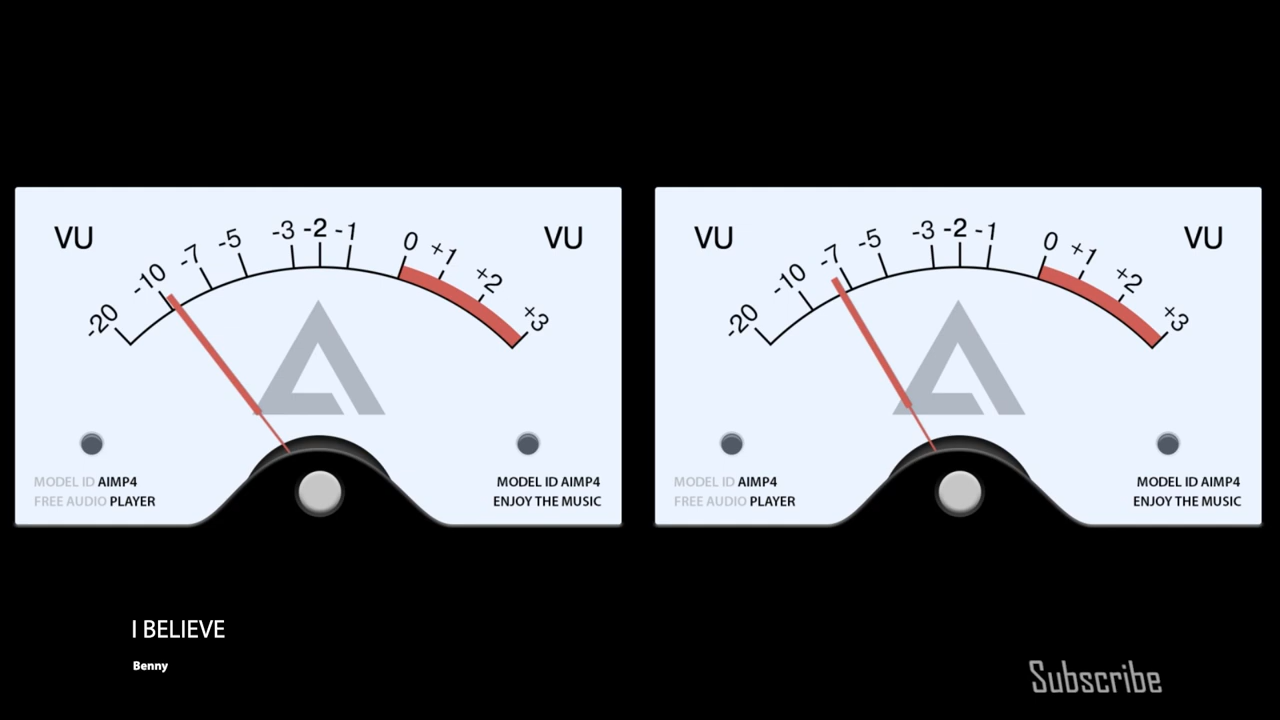 VU
-20 -10 -7 -5 -3 -2 -1 0 +1 +2 +3
VU
MODEL ID AIMP4
FREE AUDIO PLAYER
MODEL ID AIMP4
ENJOY THE MUSIC
VU
-20 -10 -7 -5 -3 -2 -1 0 +1 +2 +3
VU
MODEL ID AIMP4
FREE AUDIO PLAYER
MODEL ID AIMP4
ENJOY THE MUSIC
I BELIEVE
Benny
Subscribe